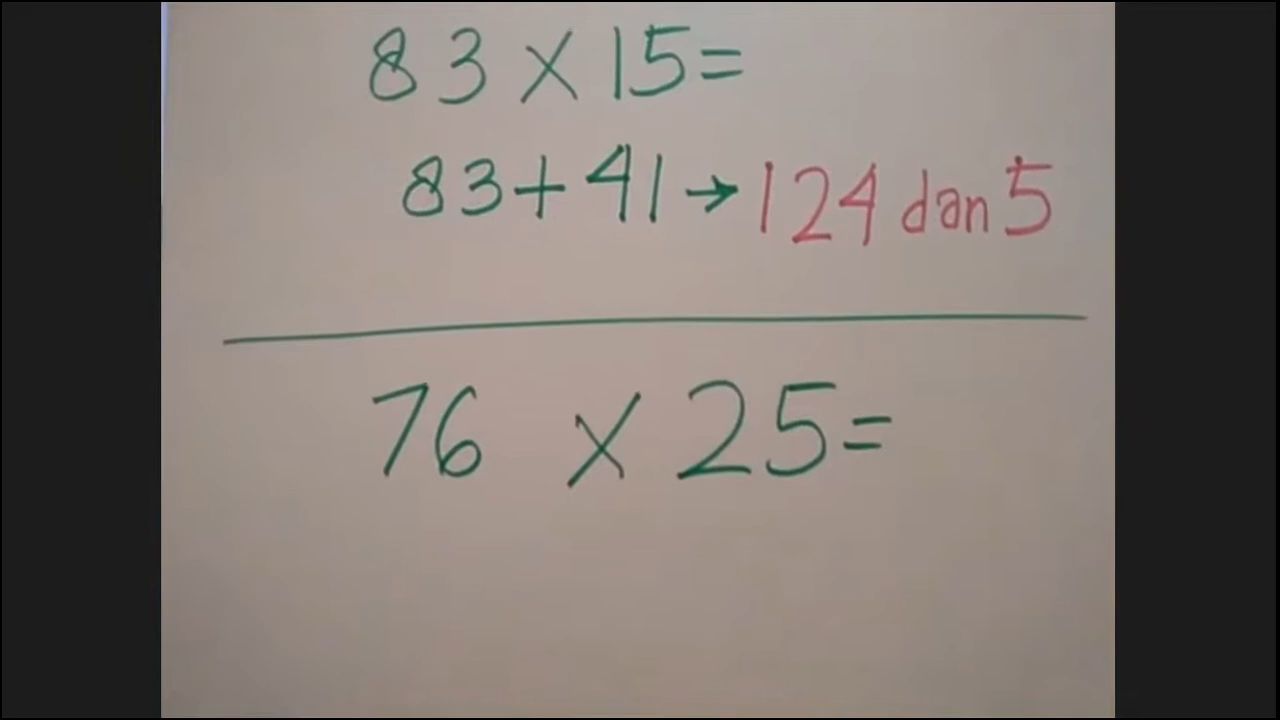 83 × 15=
83 + 41 → 124 dan 5
76 × 25=